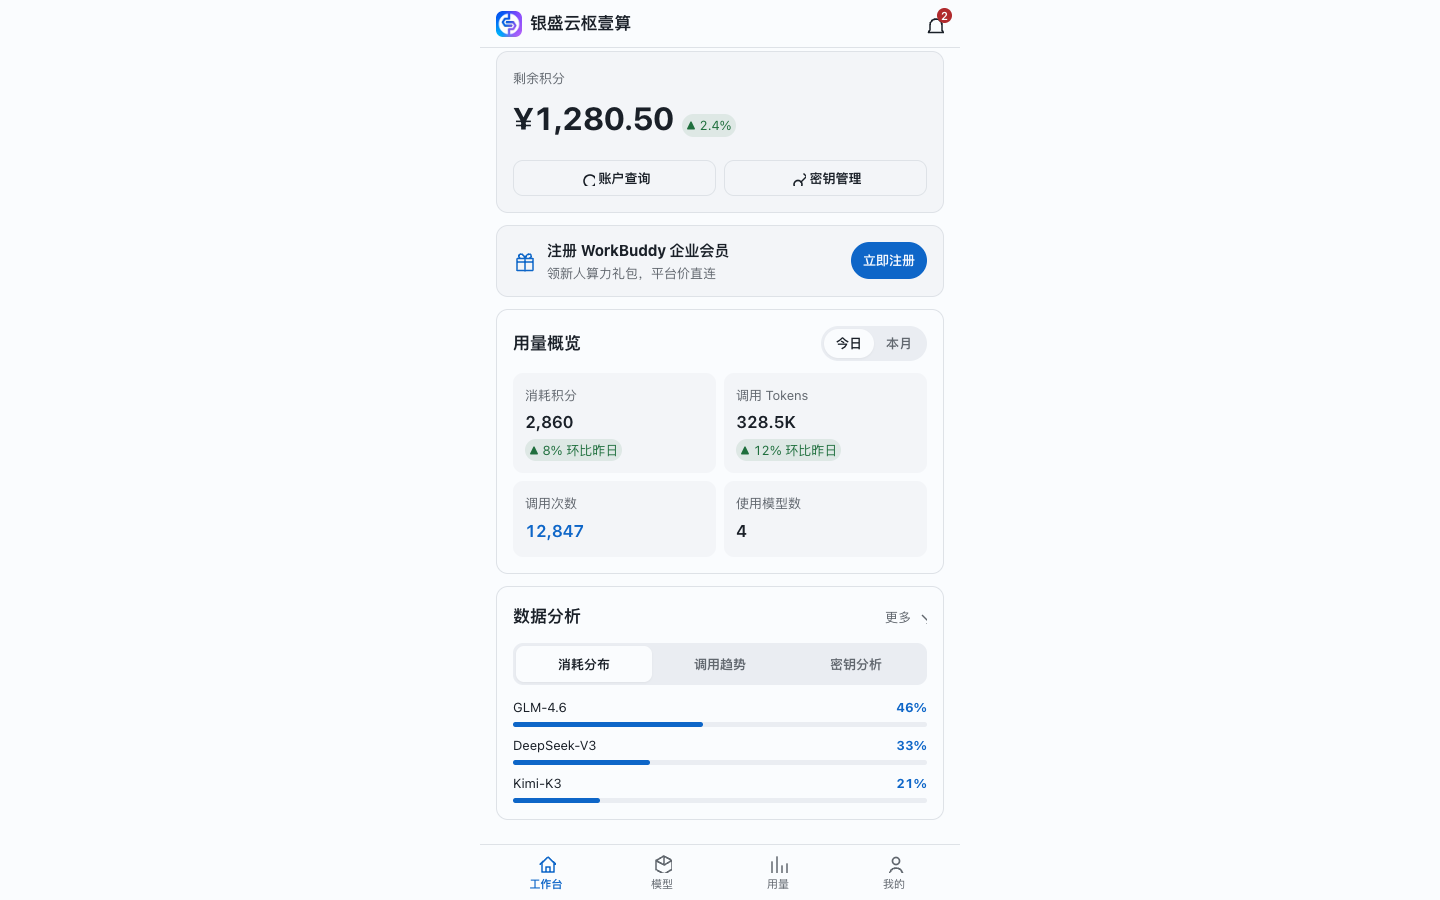 银盛云枢壹算
2
剩余积分
¥1,280.50 ▲ 2.4%
账户查询
密钥管理
注册 WorkBuddy 企业会员
领新人算力礼包，平台价直连
立即注册
用量概览
今日 本月
消耗积分
2,860
▲ 8% 环比昨日
调用 Tokens
328.5K
▲ 12% 环比昨日
调用次数
12,847
使用模型数
4
数据分析
更多
消耗分布 调用趋势 密钥分析
GLM-4.6 46%
DeepSeek-V3 33%
Kimi-K3 21%
工作台 模型 用量 我的